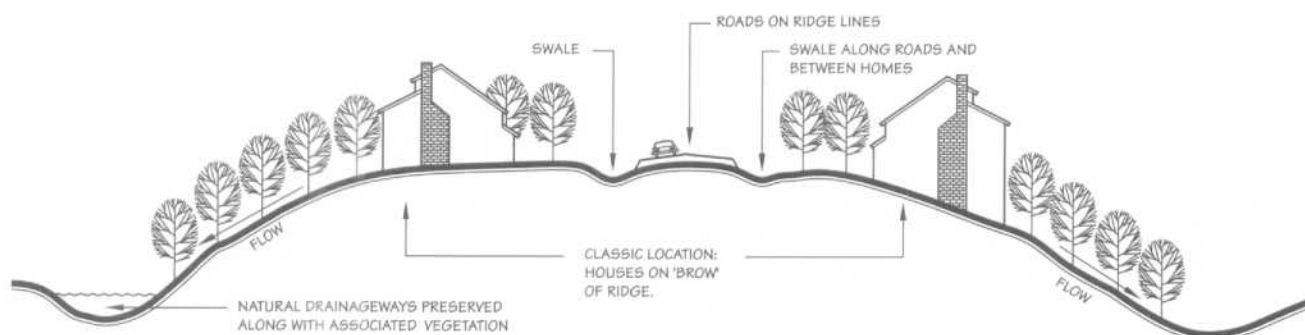 ROADS ON RIDGE LINES
SWALE
SWALE ALONG ROADS AND
BETWEEN HOMES
FLOW
CLASSIC LOCATION:
HOUSES ON 'BROW'
OF RIDGE.
FLOW
NATURAL DRAINAGEWAYS PRESERVED
ALONG WITH ASSOCIATED VEGETATION